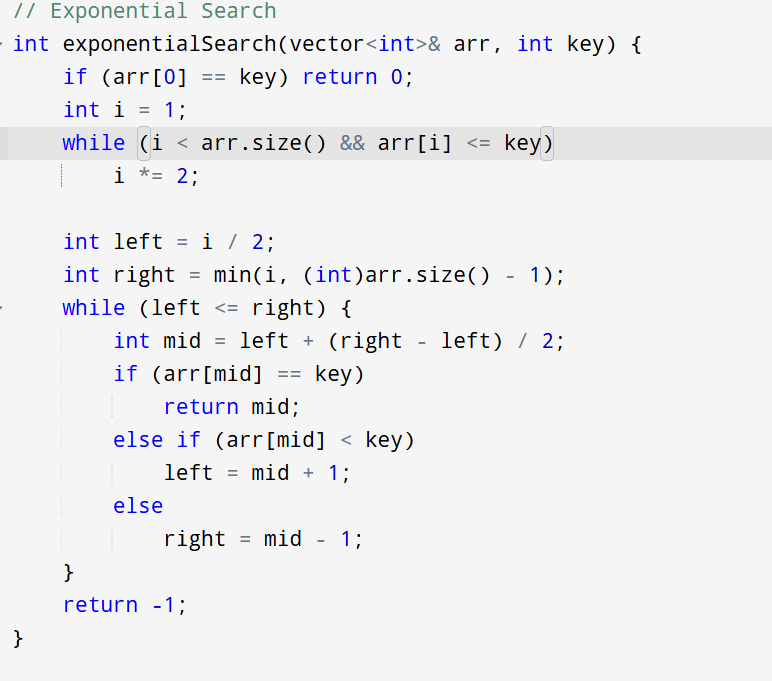 // Exponential Search
int exponentialSearch(vector<int>& arr, int key) {
    if (arr[0] == key) return 0;
    int i = 1;
    while (i < arr.size() && arr[i] <= key)
        i *= 2;

    int left = i / 2;
    int right = min(i, (int)arr.size() - 1);
    while (left <= right) {
        int mid = left + (right - left) / 2;
        if (arr[mid] == key)
            return mid;
        else if (arr[mid] < key)
            left = mid + 1;
        else
            right = mid - 1;
    }
    return -1;
}